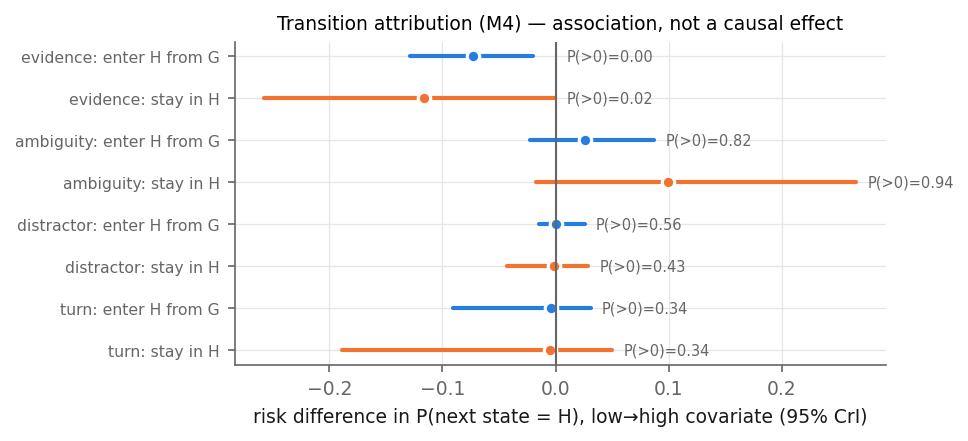 Transition attribution (M4) — association, not a causal effect
evidence: enter H from G P(>0)=0.00
evidence: stay in H P(>0)=0.02
ambiguity: enter H from G P(>0)=0.82
ambiguity: stay in H P(>0)=0.94
distractor: enter H from G P(>0)=0.56
distractor: stay in H P(>0)=0.43
turn: enter H from G P(>0)=0.34
turn: stay in H P(>0)=0.34
−0.2 −0.1 0.0 0.1 0.2
risk difference in P(next state = H), low→high covariate (95% CrI)